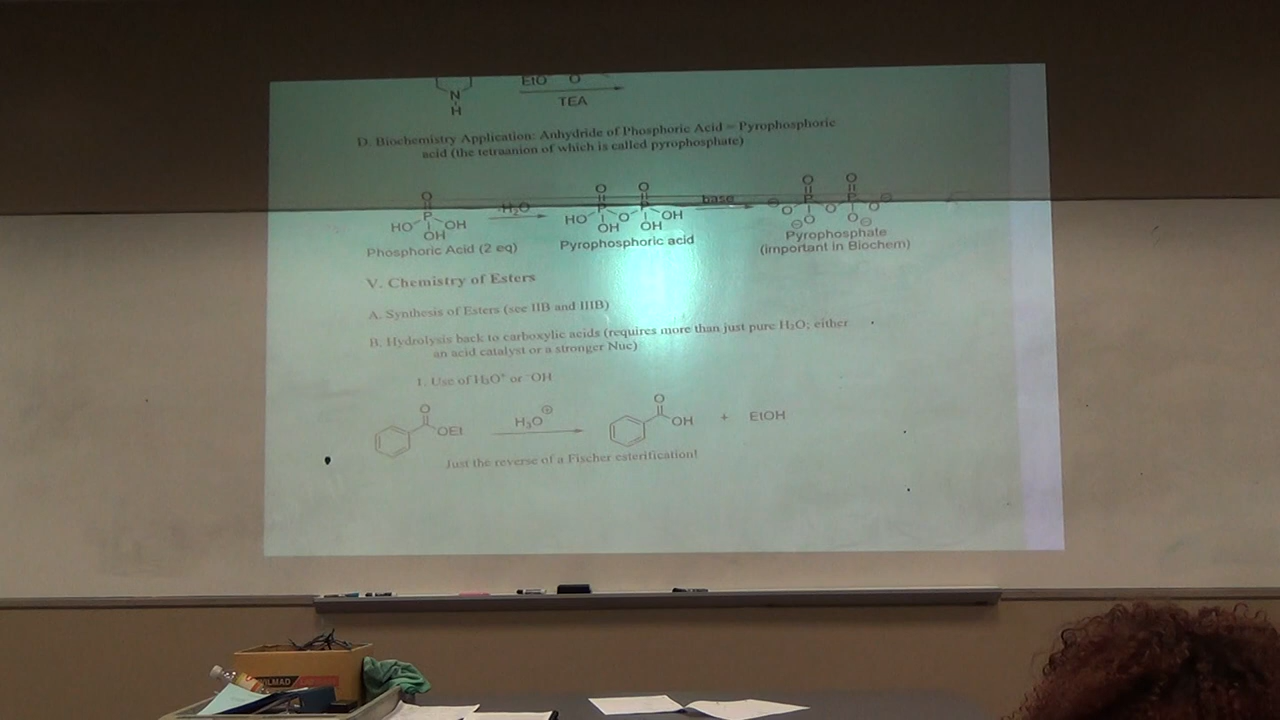 EtO O
N
H
TEA
D. Biochemistry Application: Anhydride of Phosphoric Acid = Pyrophosphoric
acid (the tetraanion of which is called pyrophosphate)
O
HO P OH
OH
-H₂O
O O
HO P O P OH
OH OH
base
O O
⊖O P O P O⊖
⊖O O⊖
Phosphoric Acid (2 eq)
Pyrophosphoric acid
Pyrophosphate
(important in Biochem)
V. Chemistry of Esters
A. Synthesis of Esters (see IIB and IIIB)
B. Hydrolysis back to carboxylic acids (requires more than just pure H₂O; either
an acid catalyst or a stronger Nuc)
1. Use of H₃O⁺ or ⁻OH
O
OEt
H₃O⊕
O
OH
+ EtOH
Just the reverse of a Fischer esterification!
WILMAD